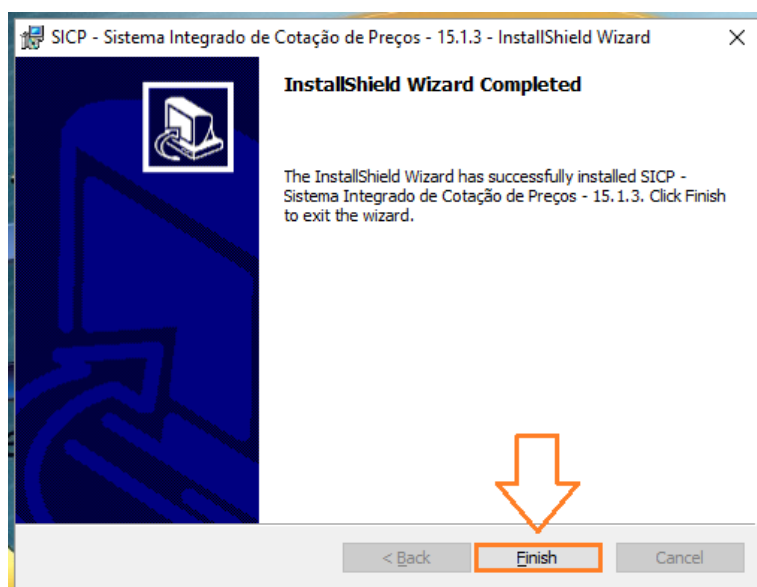 SICP - Sistema Integrado de Cotação de Preços - 15.1.3 - InstallShield Wizard
InstallShield Wizard Completed
The InstallShield Wizard has successfully installed SICP -
Sistema Integrado de Cotação de Preços - 15.1.3. Click Finish
to exit the wizard.
< Back
Finish
Cancel